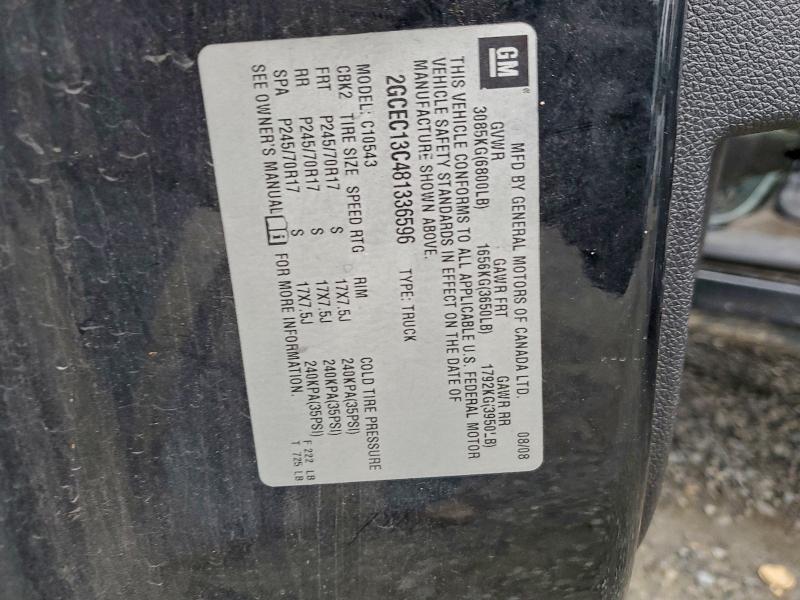 GM
MFD BY GENERAL MOTORS OF CANADA LTD. 08/08
GVWR GAWR FRT GAWR RR
3085KG(6800LB) 1656KG(3650LB) 1792KG(3950LB)
THIS VEHICLE CONFORMS TO ALL APPLICABLE U.S. FEDERAL MOTOR
VEHICLE SAFETY STANDARDS IN EFFECT ON THE DATE OF
MANUFACTURE SHOWN ABOVE.
2GCEC13C481336596 TYPE: TRUCK
MODEL: C10543
CBK2 TIRE SIZE SPEED RTG RIM COLD TIRE PRESSURE
FRT P245/70R17 S 17X7.5J 240KPA(35PSI)
RR P245/70R17 S 17X7.5J 240KPA(35PSI)
SPA P245/70R17 S 17X7.5J 240KPA(35PSI)
SEE OWNER'S MANUAL i FOR MORE INFORMATION.
F 222 LB
T 725 LB